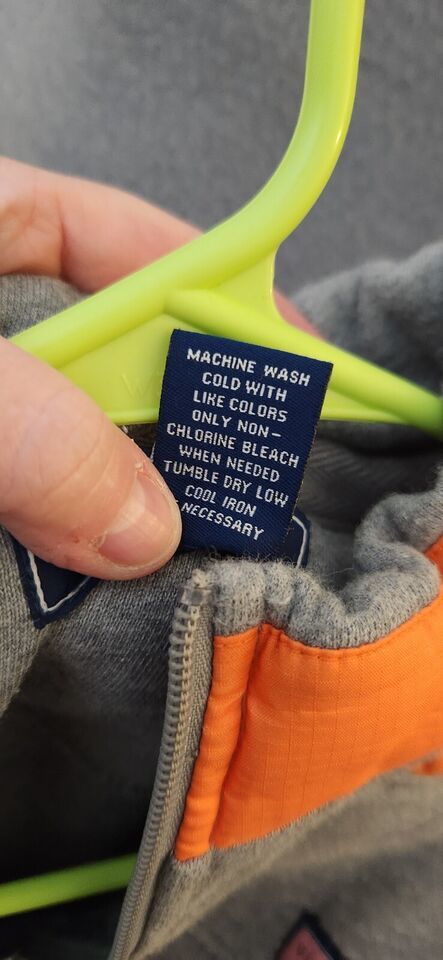 MACHINE WASH
COLD WITH
LIKE COLORS
ONLY NON-
CHLORINE BLEACH
WHEN NEEDED
TUMBLE DRY LOW
COOL IRON
NECESSARY